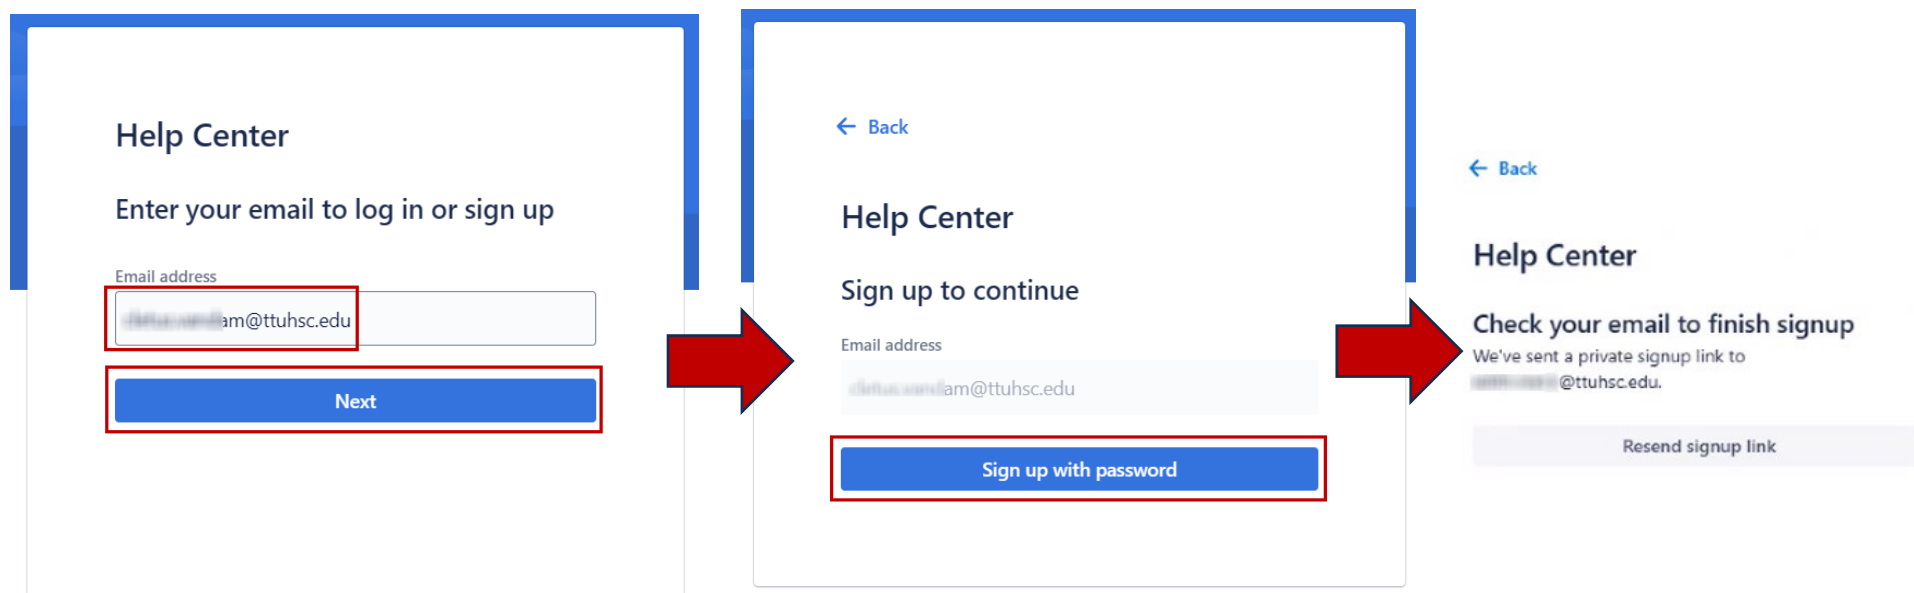 Help Center
Enter your email to log in or sign up
Email address
am@ttuhsc.edu
Next
Back
Help Center
Sign up to continue
Email address
am@ttuhsc.edu
Sign up with password
Back
Help Center
Check your email to finish signup
We've sent a private signup link to
@ttuhsc.edu.
Resend signup link